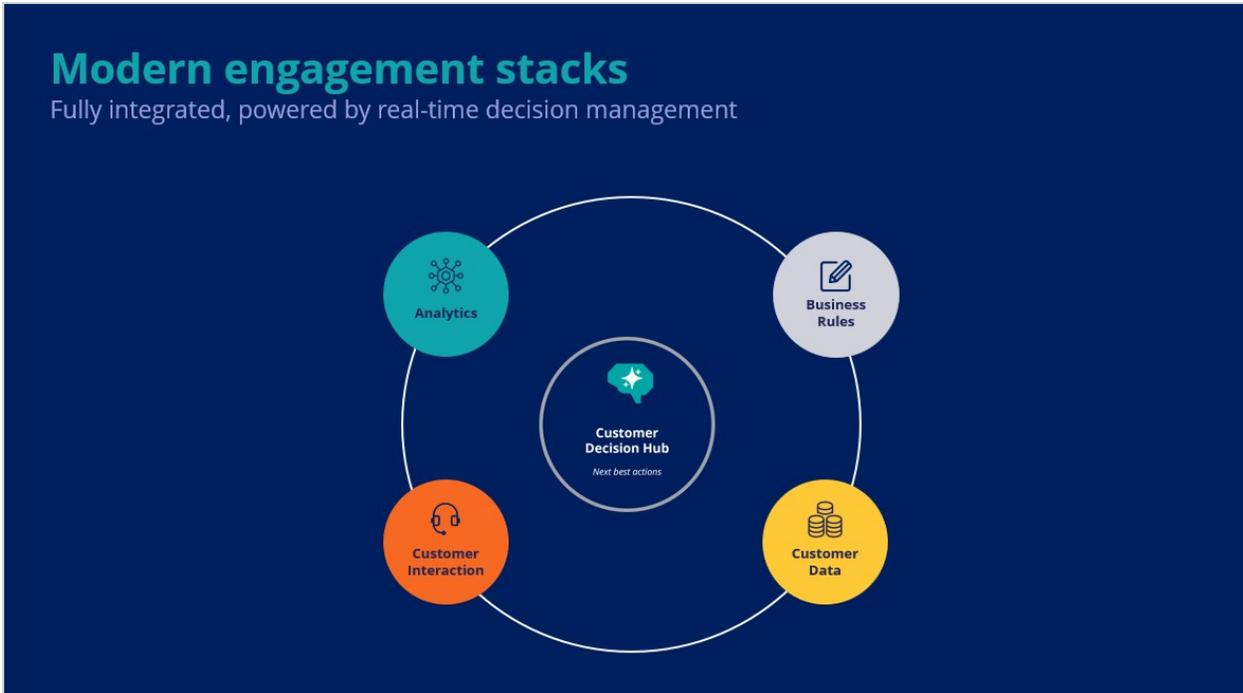 Modern engagement stacks
Fully integrated, powered by real-time decision management
Analytics
Business
Rules
Customer
Decision Hub
Next best actions
Customer
Interaction
Customer
Data